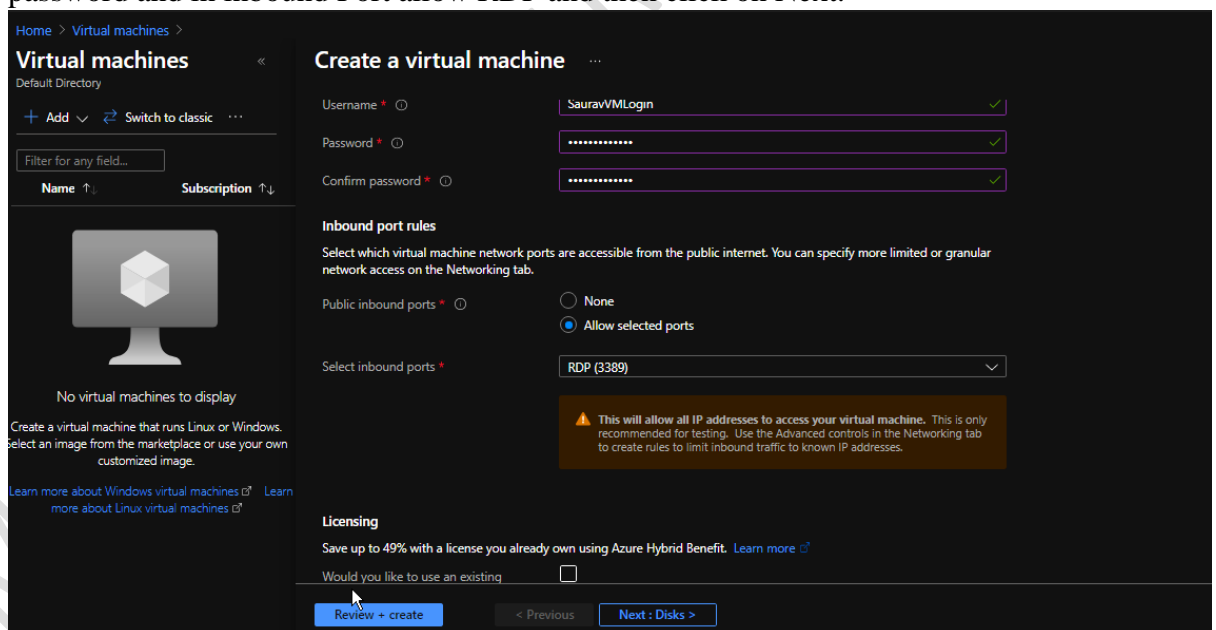 password and in inbound Port allow RDP and then click on Next.
Home > Virtual machines >
Virtual machines «
Default Directory
+ Add Switch to classic ...
Filter for any field...
Name ↑↓ Subscription ↑↓
No virtual machines to display
Create a virtual machine that runs Linux or Windows.
Select an image from the marketplace or use your own
customized image.
Learn more about Windows virtual machines Learn
more about Linux virtual machines
Create a virtual machine ...
Username * SauravVMLogin
Password * •••••••••••••
Confirm password * •••••••••••••
Inbound port rules
Select which virtual machine network ports are accessible from the public internet. You can specify more limited or granular
network access on the Networking tab.
Public inbound ports * None
Allow selected ports
Select inbound ports * RDP (3389)
This will allow all IP addresses to access your virtual machine. This is only
recommended for testing. Use the Advanced controls in the Networking tab
to create rules to limit inbound traffic to known IP addresses.
Licensing
Save up to 49% with a license you already own using Azure Hybrid Benefit. Learn more
Would you like to use an existing
Review + create < Previous Next : Disks >